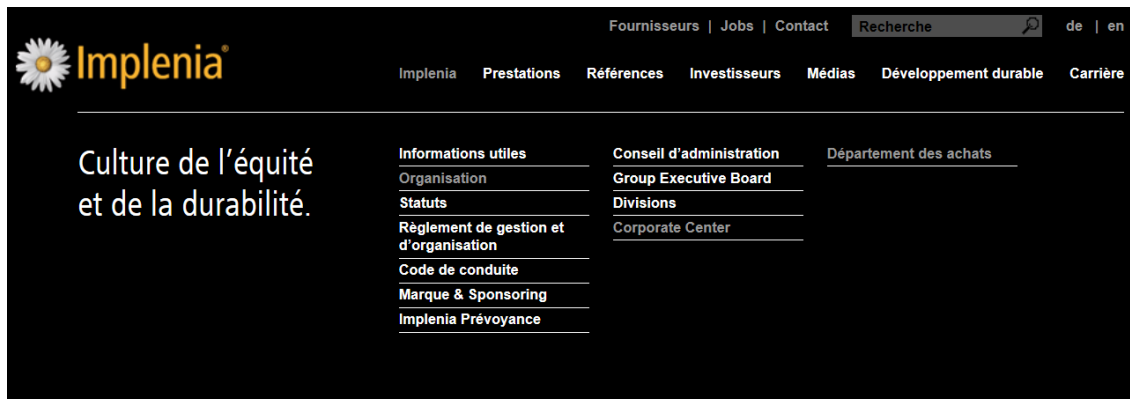 Fournisseurs | Jobs | Contact Recherche de | en
Implenia®
Implenia Prestations Références Investisseurs Médias Développement durable Carrière
Culture de l'équité
et de la durabilité.
Informations utiles
Organisation
Statuts
Règlement de gestion et
d'organisation
Code de conduite
Marque & Sponsoring
Implenia Prévoyance
Conseil d'administration
Group Executive Board
Divisions
Corporate Center
Département des achats